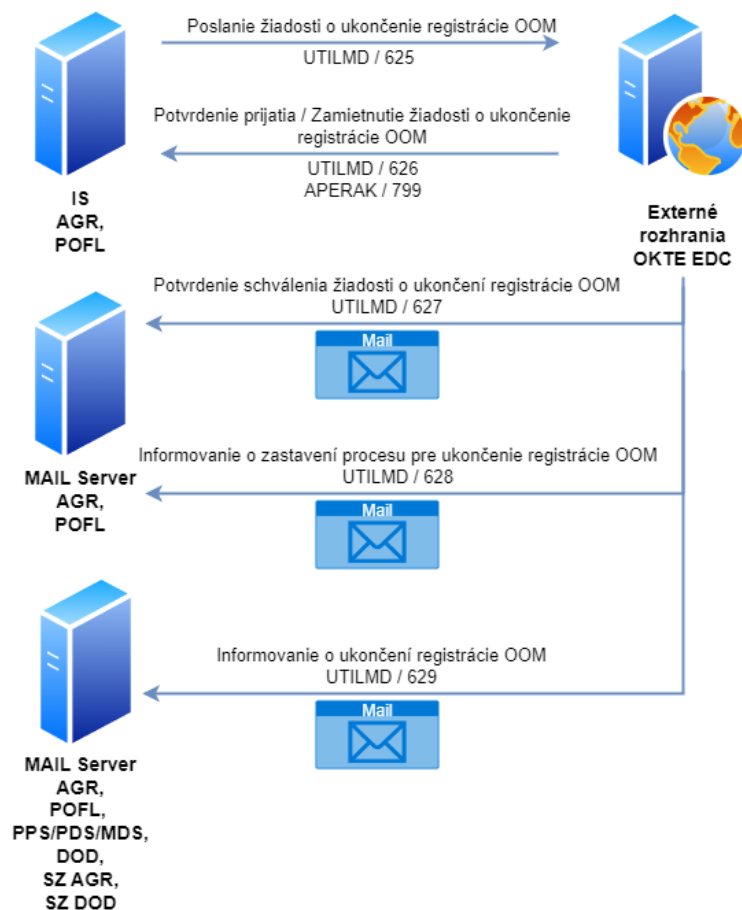 Poslanie žiadosti o ukončenie registrácie OOM
UTILMD / 625
Potvrdenie prijatia / Zamietnutie žiadosti o ukončenie
registrácie OOM
UTILMD / 626
APERAK / 799
IS
AGR,
POFL
Externé
rozhrania
OKTE EDC
Potvrdenie schválenia žiadosti o ukončení registrácie OOM
UTILMD / 627
Mail
MAIL Server
AGR,
POFL
Informovanie o zastavení procesu pre ukončenie registrácie OOM
UTILMD / 628
Mail
Informovanie o ukončení registrácie OOM
UTILMD / 629
Mail
MAIL Server
AGR,
POFL,
PPS/PDS/MDS,
DOD,
SZ AGR,
SZ DOD